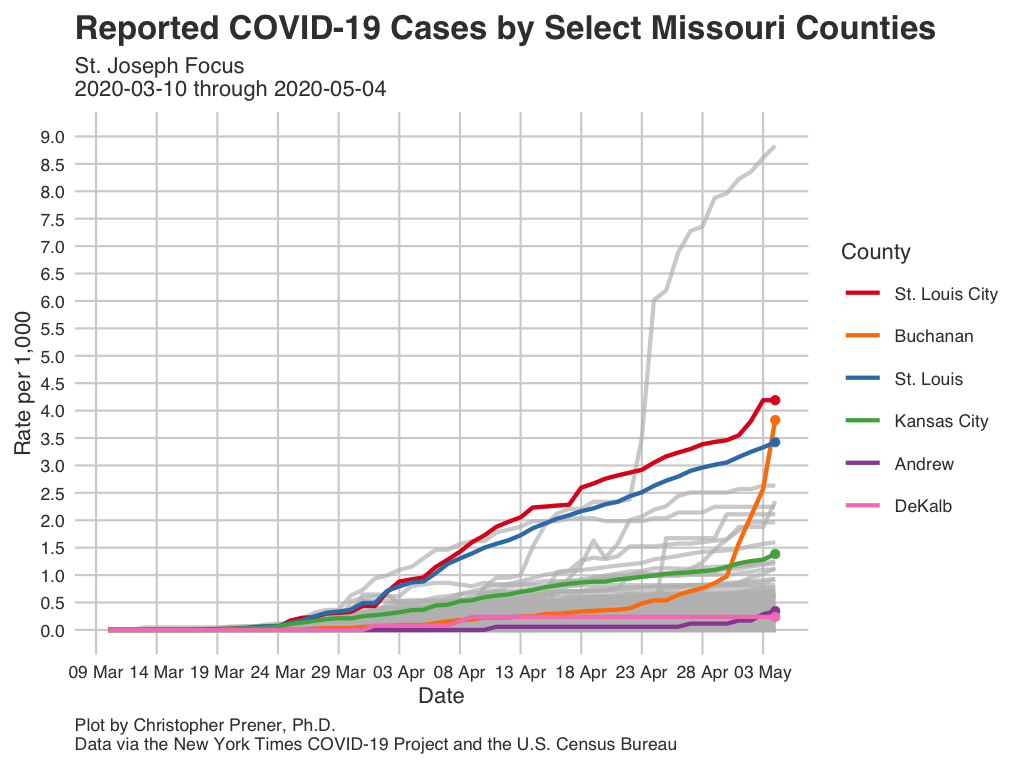 Reported COVID-19 Cases by Select Missouri Counties
St. Joseph Focus
2020-03-10 through 2020-05-04
Rate per 1,000
9.0
8.5
8.0
7.5
7.0
6.5
6.0
5.5
5.0
4.5
4.0
3.5
3.0
2.5
2.0
1.5
1.0
0.5
0.0
09 Mar 14 Mar 19 Mar 24 Mar 29 Mar 03 Apr 08 Apr 13 Apr 18 Apr 23 Apr 28 Apr 03 May
Date
County
St. Louis City
Buchanan
St. Louis
Kansas City
Andrew
DeKalb
Plot by Christopher Prener, Ph.D.
Data via the New York Times COVID-19 Project and the U.S. Census Bureau